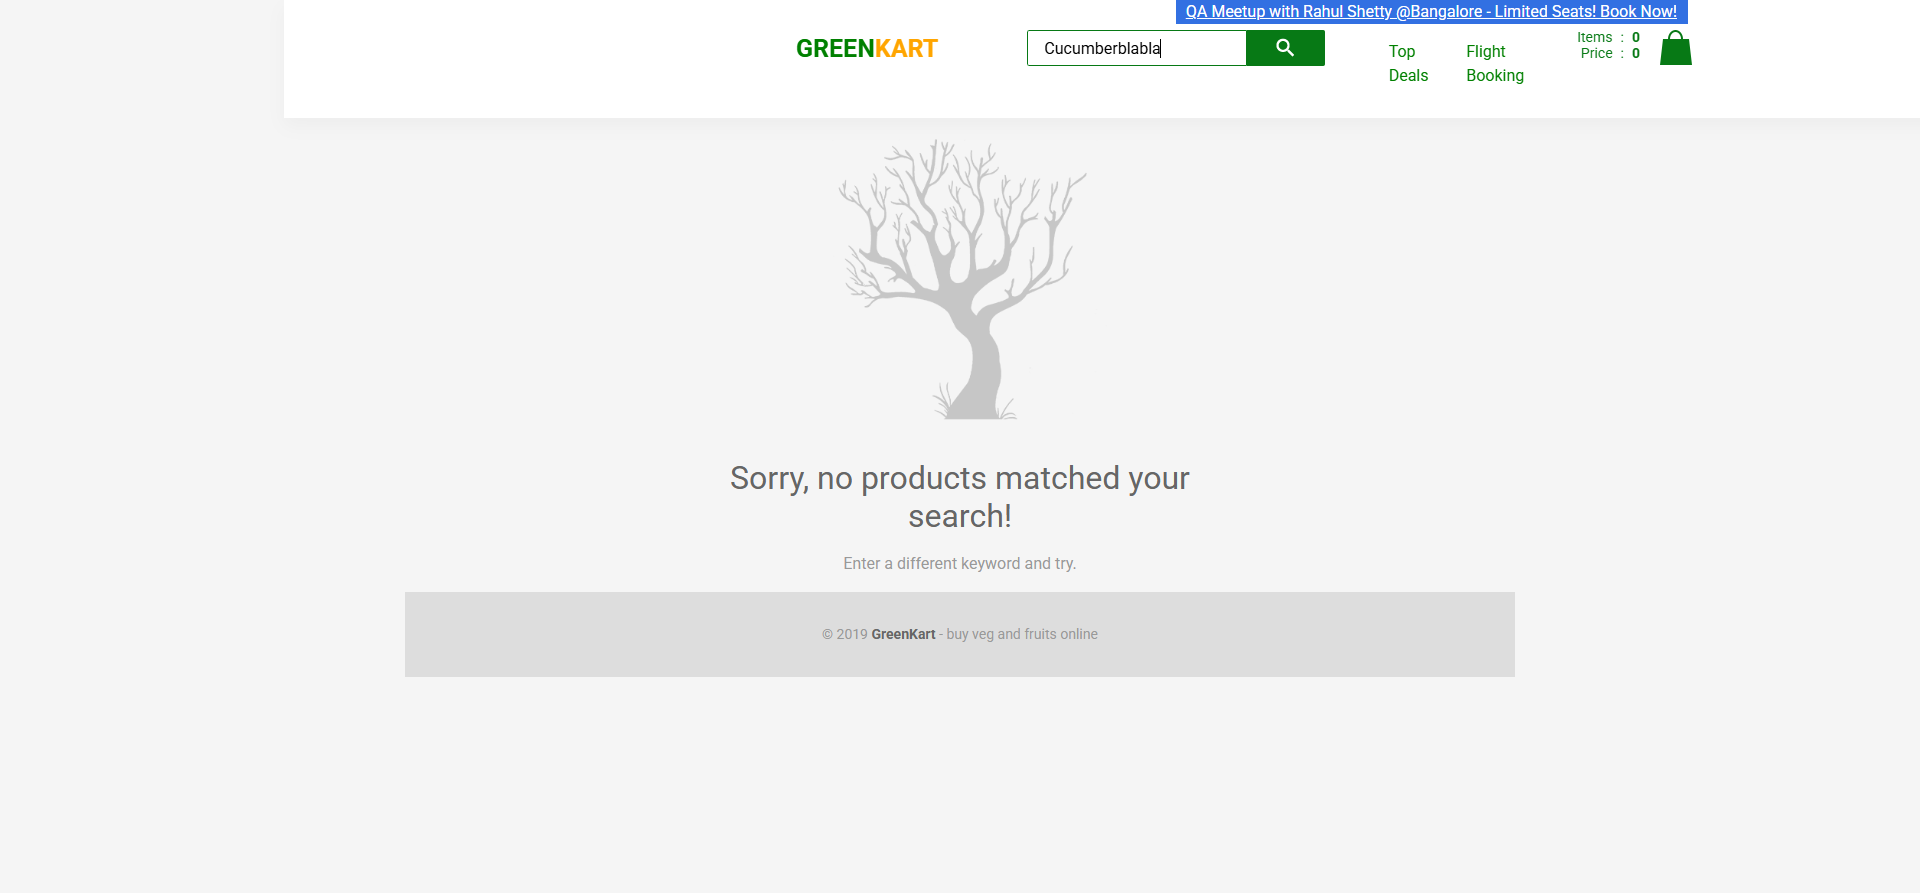 QA Meetup with Rahul Shetty @Bangalore - Limited Seats! Book Now!
GREENKART
Cucumberblabla
Top
Deals
Flight
Booking
Items : 0
Price : 0
Sorry, no products matched your
search!
Enter a different keyword and try.
© 2019 GreenKart - buy veg and fruits online